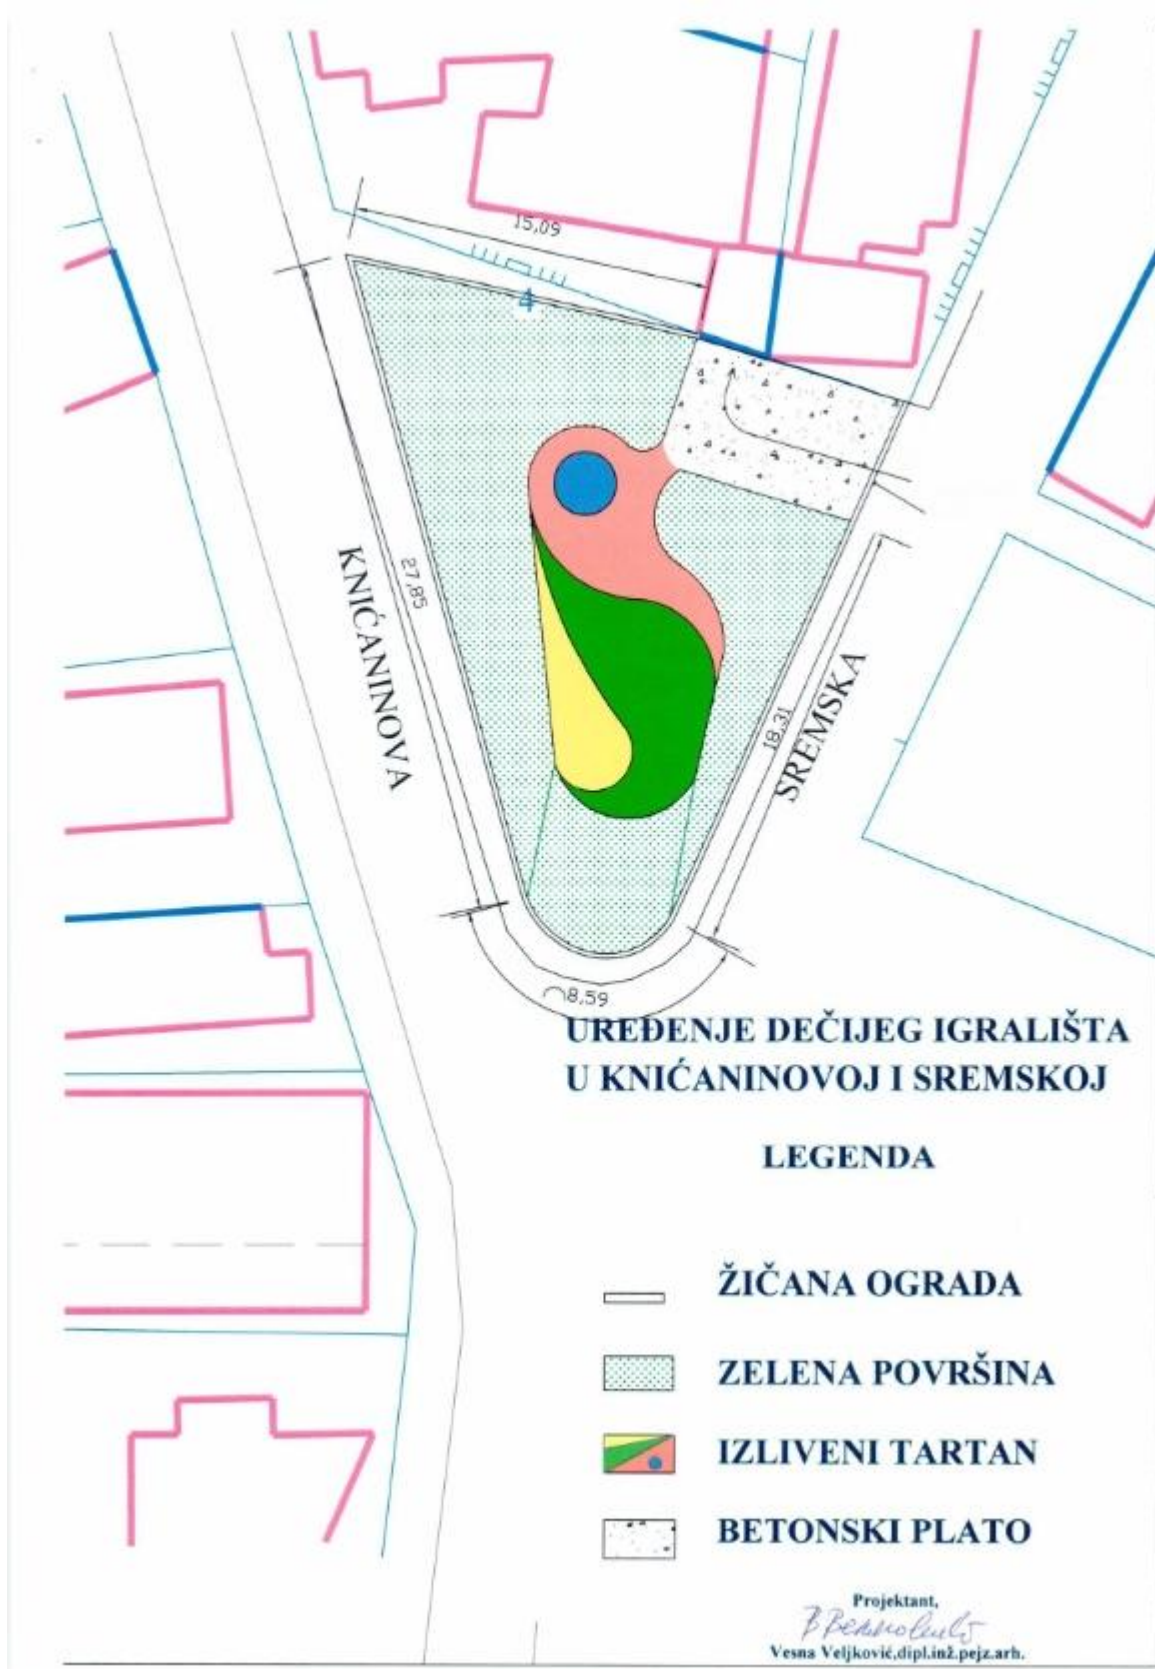 15,09
4
KNIĆANINOVA
27,85
SREMSKA
18,31
8,59
UREĐENJE DEČIJEG IGRALIŠTA
U KNIĆANINOVOJ I SREMSKOJ
LEGENDA
ŽIČANA OGRADA
ZELENA POVRŠINA
IZLIVENI TARTAN
BETONSKI PLATO
Projektant,
Vesna Veljković,dipl.inž.pejz.arh.